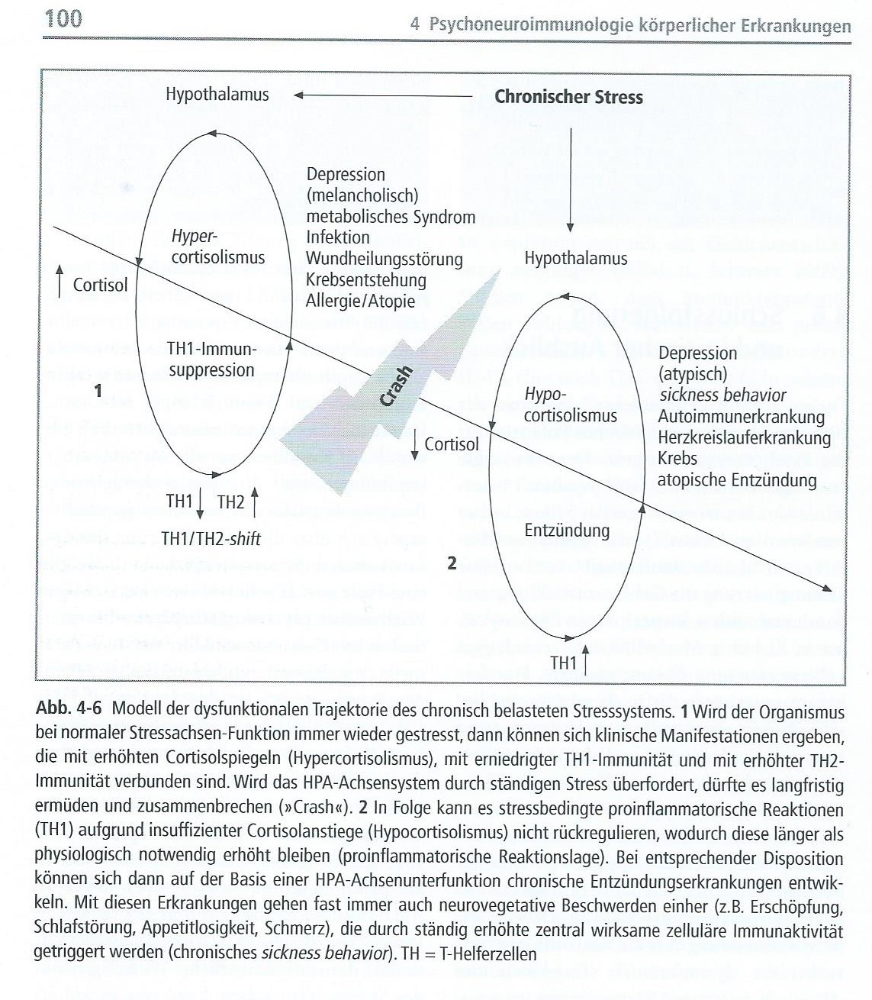 100
4 Psychoneuroimmunologie körperlicher Erkrankungen
Hypothalamus
Chronischer Stress
Depression
(melancholisch)
metabolisches Syndrom
Infektion
Wundheilungsstörung
Krebsentstehung
Allergie/Atopie
Hyper-
cortisolismus
Cortisol
TH1-Immun-
suppression
1
TH1 TH2
TH1/TH2-shift
Crash
Hypothalamus
Cortisol
Hypo-
cortisolismus
Depression
(atypisch)
sickness behavior
Autoimmunerkrankung
Herzkreislauferkrankung
Krebs
atopische Entzündung
Entzündung
2
TH1
Abb. 4-6 Modell der dysfunktionalen Trajektorie des chronisch belasteten Stresssystems. 1 Wird der Organismus
bei normaler Stressachsen-Funktion immer wieder gestresst, dann können sich klinische Manifestationen ergeben,
die mit erhöhten Cortisolspiegeln (Hypercortisolismus), mit erniedrigter TH1-Immunität und mit erhöhter TH2-
Immunität verbunden sind. Wird das HPA-Achsensystem durch ständigen Stress überfordert, dürfte es langfristig
ermüden und zusammenbrechen (»Crash«). 2 In Folge kann es stressbedingte proinflammatorische Reaktionen
(TH1) aufgrund insuffizienter Cortisolanstiege (Hypocortisolismus) nicht rückregulieren, wodurch diese länger als
physiologisch notwendig erhöht bleiben (proinflammatorische Reaktionslage). Bei entsprechender Disposition
können sich dann auf der Basis einer HPA-Achsenunterfunktion chronische Entzündungserkrankungen entwik-
keln. Mit diesen Erkrankungen gehen fast immer auch neurovegetative Beschwerden einher (z.B. Erschöpfung,
Schlafstörung, Appetitlosigkeit, Schmerz), die durch ständig erhöhte zentral wirksame zelluläre Immunaktivität
getriggert werden (chronisches sickness behavior). TH = T-Helferzellen